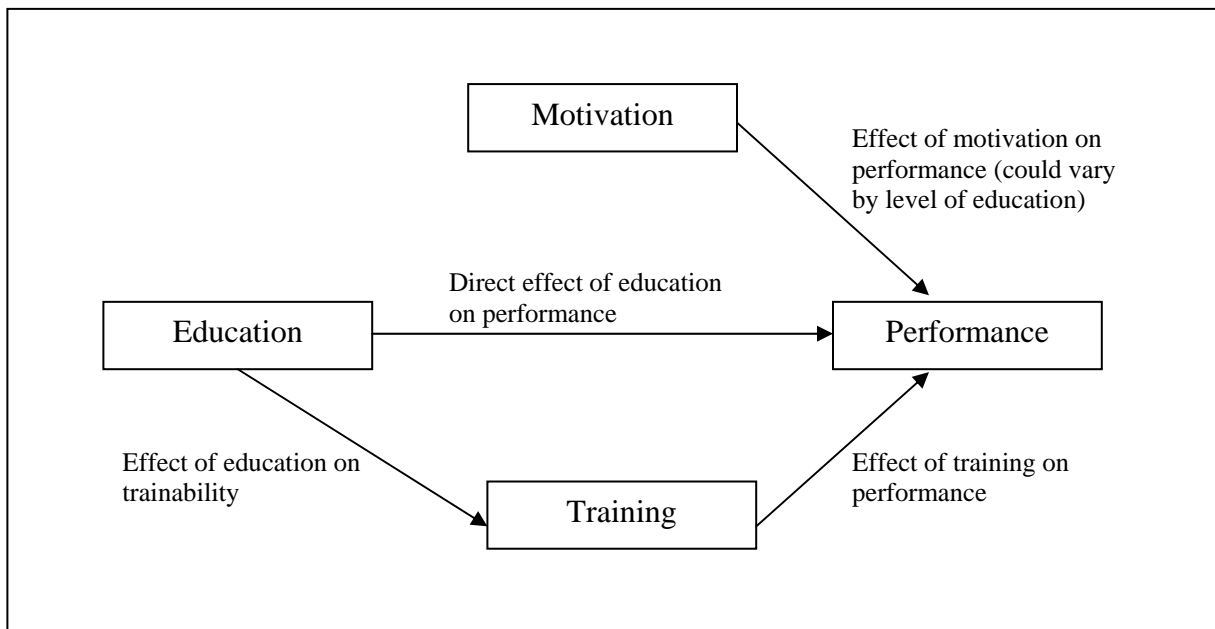 Motivation
Effect of motivation on
performance (could vary
by level of education)
Direct effect of education
on performance
Education
Performance
Effect of education on
trainability
Effect of training on
performance
Training